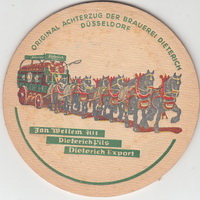 ORIGINAL ACHTERZUG DER BRAUEREI DIETERICH
DÜSSELDORF
Jan Wellem Alt
Dieterich Pils
Dieterich Export